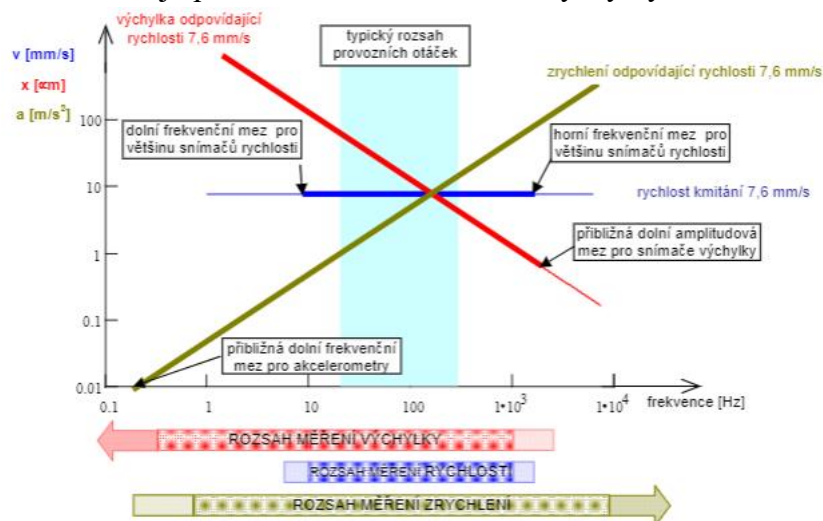 výchylka odpovídající
rychlosti 7,6 mm/s
typický rozsah
provozních otáček
v [mm/s]
x [∝m]
a [m/s²]
zrychlení odpovídající rychlosti 7,6 mm/s
dolní frekvenční mez pro
většinu snímačů rychlosti
horní frekvenční mez pro
většinu snímačů rychlosti
rychlost kmitání 7,6 mm/s
přibližná dolní amplitudová
mez pro snímače výchylky
přibližná dolní frekvenční
mez pro akcelerometry
100
10
1
0.1
0.01
0.1
1
10
100
1•10³
1•10⁴
frekvence [Hz]
ROZSAH MĚŘENÍ VÝCHYLKY
ROZSAH MĚŘENÍ RYCHLOSTI
ROZSAH MĚŘENÍ ZRYCHLENÍ